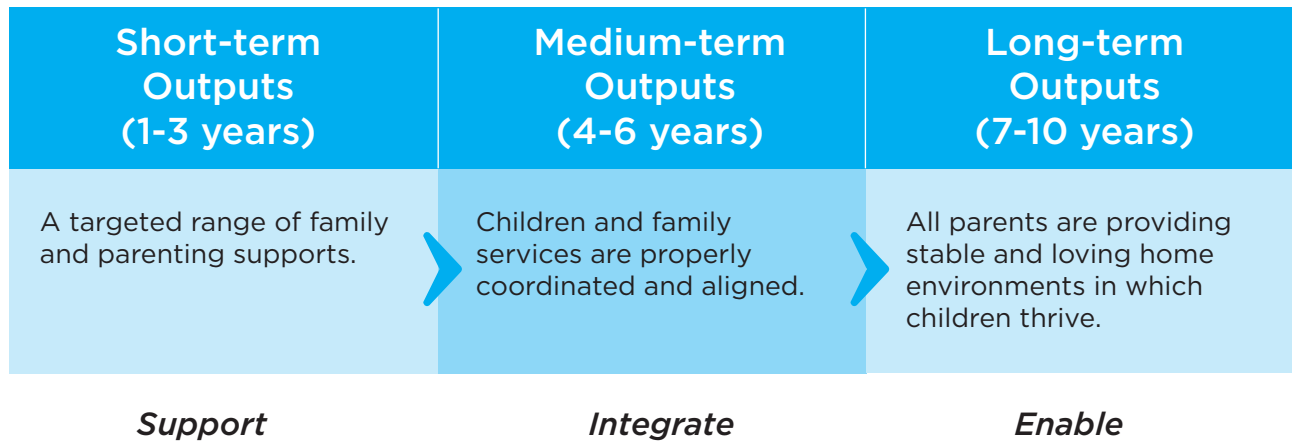 Short-term
Outputs
(1-3 years)
Medium-term
Outputs
(4-6 years)
Long-term
Outputs
(7-10 years)
A targeted range of family
and parenting supports.
Children and family
services are properly
coordinated and aligned.
All parents are providing
stable and loving home
environments in which
children thrive.
Support
Integrate
Enable